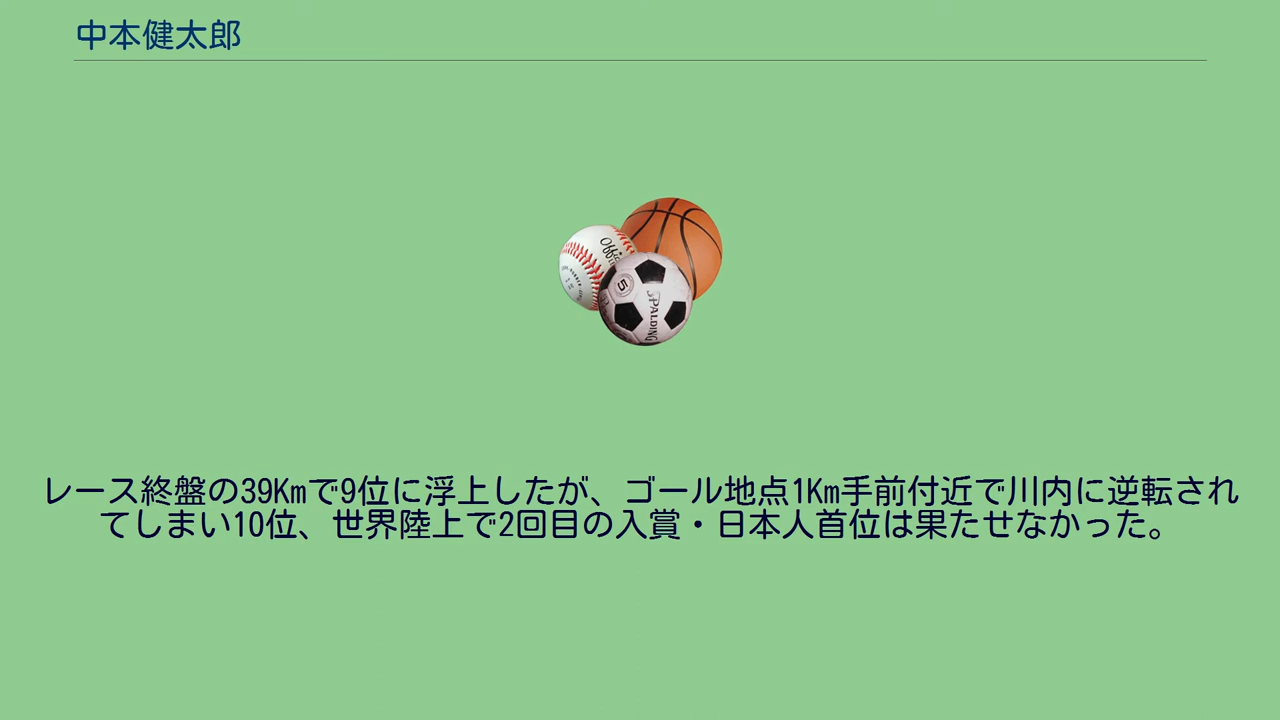 中本健太郎
Offic
5
SPALDING
レース終盤の39Kmで9位に浮上したが、ゴール地点1Km手前付近で川内に逆転され
てしまい10位、世界陸上で2回目の入賞・日本人首位は果たせなかった。